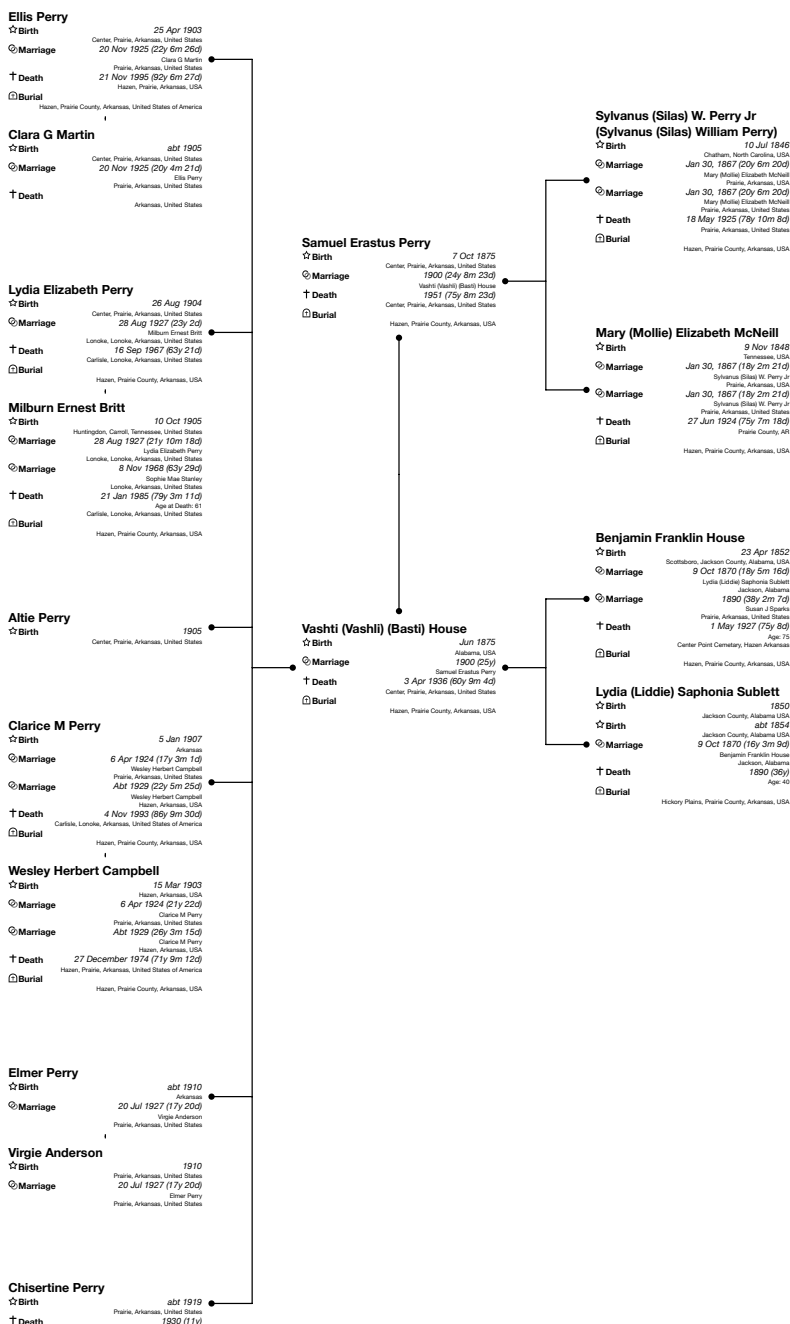 Ellis Perry
Birth 25 Apr 1903
Center, Prairie, Arkansas, United States
Marriage 20 Nov 1925 (22y 6m 26d)
Clara G Martin
Prairie, Arkansas, United States
Death 21 Nov 1995 (92y 6m 27d)
Hazen, Prairie, Arkansas, USA
Burial
Hazen, Prairie County, Arkansas, United States of America
Clara G Martin
Birth abt 1905
Center, Prairie, Arkansas, United States
Marriage 20 Nov 1925 (20y 4m 21d)
Ellis Perry
Prairie, Arkansas, United States
Death
Arkansas, United States
Lydia Elizabeth Perry
Birth 26 Aug 1904
Center, Prairie, Arkansas, United States
Marriage 28 Aug 1927 (23y 2d)
Milburn Ernest Britt
Lonoke, Lonoke, Arkansas, United States
Death 16 Sep 1967 (63y 21d)
Carlisle, Lonoke, Arkansas, United States
Burial
Hazen, Prairie County, Arkansas, USA
Milburn Ernest Britt
Birth 10 Oct 1905
Huntingdon, Carroll, Tennessee, United States
Marriage 28 Aug 1927 (21y 10m 18d)
Lydia Elizabeth Perry
Lonoke, Lonoke, Arkansas, United States
Marriage 8 Nov 1968 (63y 29d)
Sophie Mae Stanley
Lonoke, Arkansas, United States
Death 21 Jan 1985 (79y 3m 11d)
Age at Death: 61
Carlisle, Lonoke, Arkansas, United States
Burial
Hazen, Prairie County, Arkansas, USA
Altie Perry
Birth 1905
Center, Prairie, Arkansas, United States
Clarice M Perry
Birth 5 Jan 1907
Arkansas
Marriage 6 Apr 1924 (17y 3m 1d)
Wesley Herbert Campbell
Prairie, Arkansas, United States
Marriage Abt 1929 (22y 5m 25d)
Wesley Herbert Campbell
Hazen, Arkansas, USA
Death 4 Nov 1993 (86y 9m 30d)
Carlisle, Lonoke, Arkansas, United States of America
Burial
Hazen, Prairie County, Arkansas, USA
Wesley Herbert Campbell
Birth 15 Mar 1903
Hazen, Arkansas, USA
Marriage 6 Apr 1924 (21y 22d)
Clarice M Perry
Prairie, Arkansas, United States
Marriage Abt 1929 (26y 3m 15d)
Clarice M Perry
Hazen, Arkansas, USA
Death 27 December 1974 (71y 9m 12d)
Hazen, Prairie, Arkansas, United States of America
Burial
Hazen, Prairie County, Arkansas, USA
Elmer Perry
Birth abt 1910
Arkansas
Marriage 20 Jul 1927 (17y 20d)
Virgie Anderson
Prairie, Arkansas, United States
Virgie Anderson
Birth 1910
Prairie, Arkansas, United States
Marriage 20 Jul 1927 (17y 20d)
Elmer Perry
Prairie, Arkansas, United States
Chisertine Perry
Birth abt 1919
Prairie, Arkansas, United States
Death 1930 (11y)
Samuel Erastus Perry
Birth 7 Oct 1875
Center, Prairie, Arkansas, United States
Marriage 1900 (24y 8m 23d)
Vashti (Vashli) (Basti) House
Death 1951 (75y 8m 23d)
Center, Prairie, Arkansas, United States
Burial
Hazen, Prairie County, Arkansas, USA
Vashti (Vashli) (Basti) House
Birth Jun 1875
Alabama, USA
Marriage 1900 (25y)
Samuel Erastus Perry
Death 3 Apr 1936 (60y 9m 4d)
Center, Prairie, Arkansas, United States
Burial
Hazen, Prairie County, Arkansas, USA
Sylvanus (Silas) W. Perry Jr
(Sylvanus (Silas) William Perry)
Birth 10 Jul 1846
Chatham, North Carolina, USA
Marriage Jan 30, 1867 (20y 6m 20d)
Mary (Mollie) Elizabeth McNeill
Prairie, Arkansas, USA
Marriage Jan 30, 1867 (20y 6m 20d)
Mary (Mollie) Elizabeth McNeill
Prairie, Arkansas, United States
Death 18 May 1925 (78y 10m 8d)
Prairie, Arkansas, United States
Burial
Hazen, Prairie County, Arkansas, USA
Mary (Mollie) Elizabeth McNeill
Birth 9 Nov 1848
Tennessee, USA
Marriage Jan 30, 1867 (18y 2m 21d)
Sylvanus (Silas) W. Perry Jr
Prairie, Arkansas, USA
Marriage Jan 30, 1867 (18y 2m 21d)
Sylvanus (Silas) W. Perry Jr
Prairie, Arkansas, United States
Death 27 Jun 1924 (75y 7m 18d)
Prairie County, AR
Burial
Hazen, Prairie County, Arkansas, USA
Benjamin Franklin House
Birth 23 Apr 1852
Scottsboro, Jackson County, Alabama, USA
Marriage 9 Oct 1870 (18y 5m 16d)
Lydia (Liddie) Saphonia Sublett
Jackson, Alabama
Marriage 1890 (38y 2m 7d)
Susan J Sparks
Prairie, Arkansas, United States
Death 1 May 1927 (75y 8d)
Age: 75
Center Point Cemetary, Hazen Arkansas
Burial
Hazen, Prairie County, Arkansas, USA
Lydia (Liddie) Saphonia Sublett
Birth 1850
Jackson County, Alabama USA
Birth abt 1854
Jackson County, Alabama USA
Marriage 9 Oct 1870 (16y 3m 9d)
Benjamin Franklin House
Jackson, Alabama
Death 1890 (36y)
Age: 40
Burial
Hickory Plains, Prairie County, Arkansas, USA